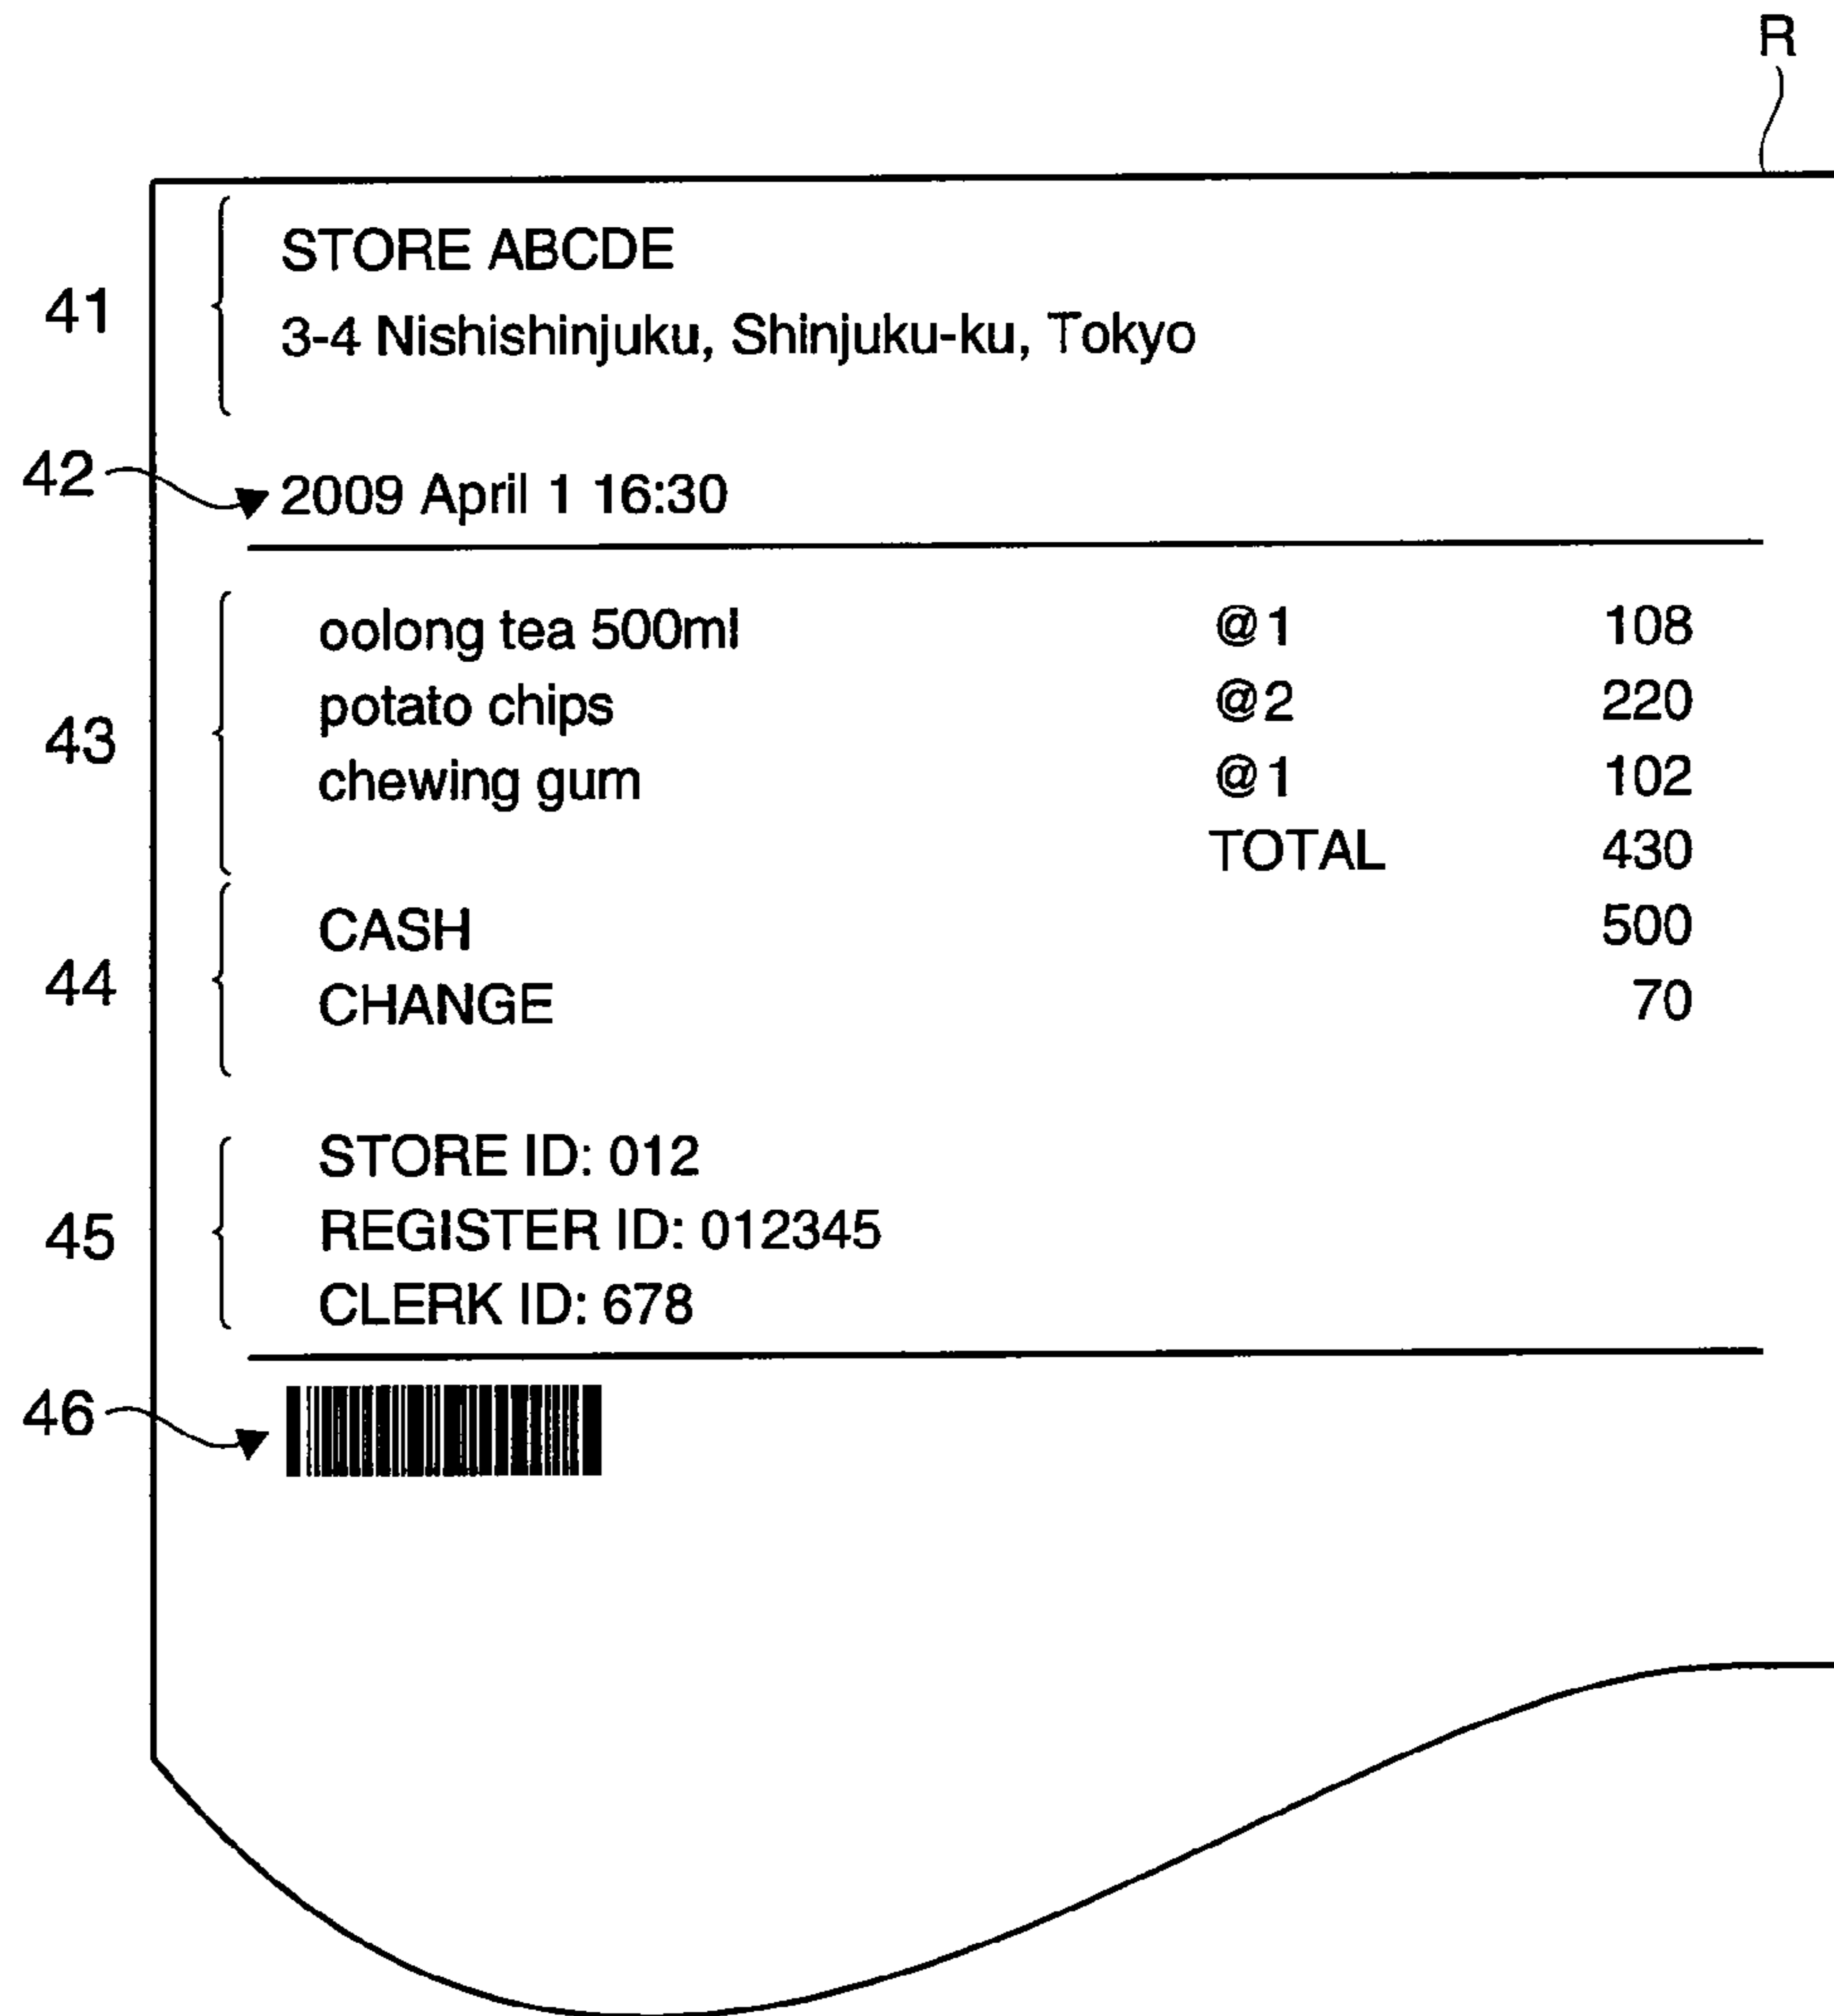 R
41
STORE ABCDE
3-4 Nishishinjuku, Shinjuku-ku, Tokyo
42
2009 April 1 16:30
43
oolong tea 500ml @1 108
potato chips @2 220
chewing gum @1 102
TOTAL 430
44
CASH 500
CHANGE 70
45
STORE ID: 012
REGISTER ID: 012345
CLERK ID: 678
46